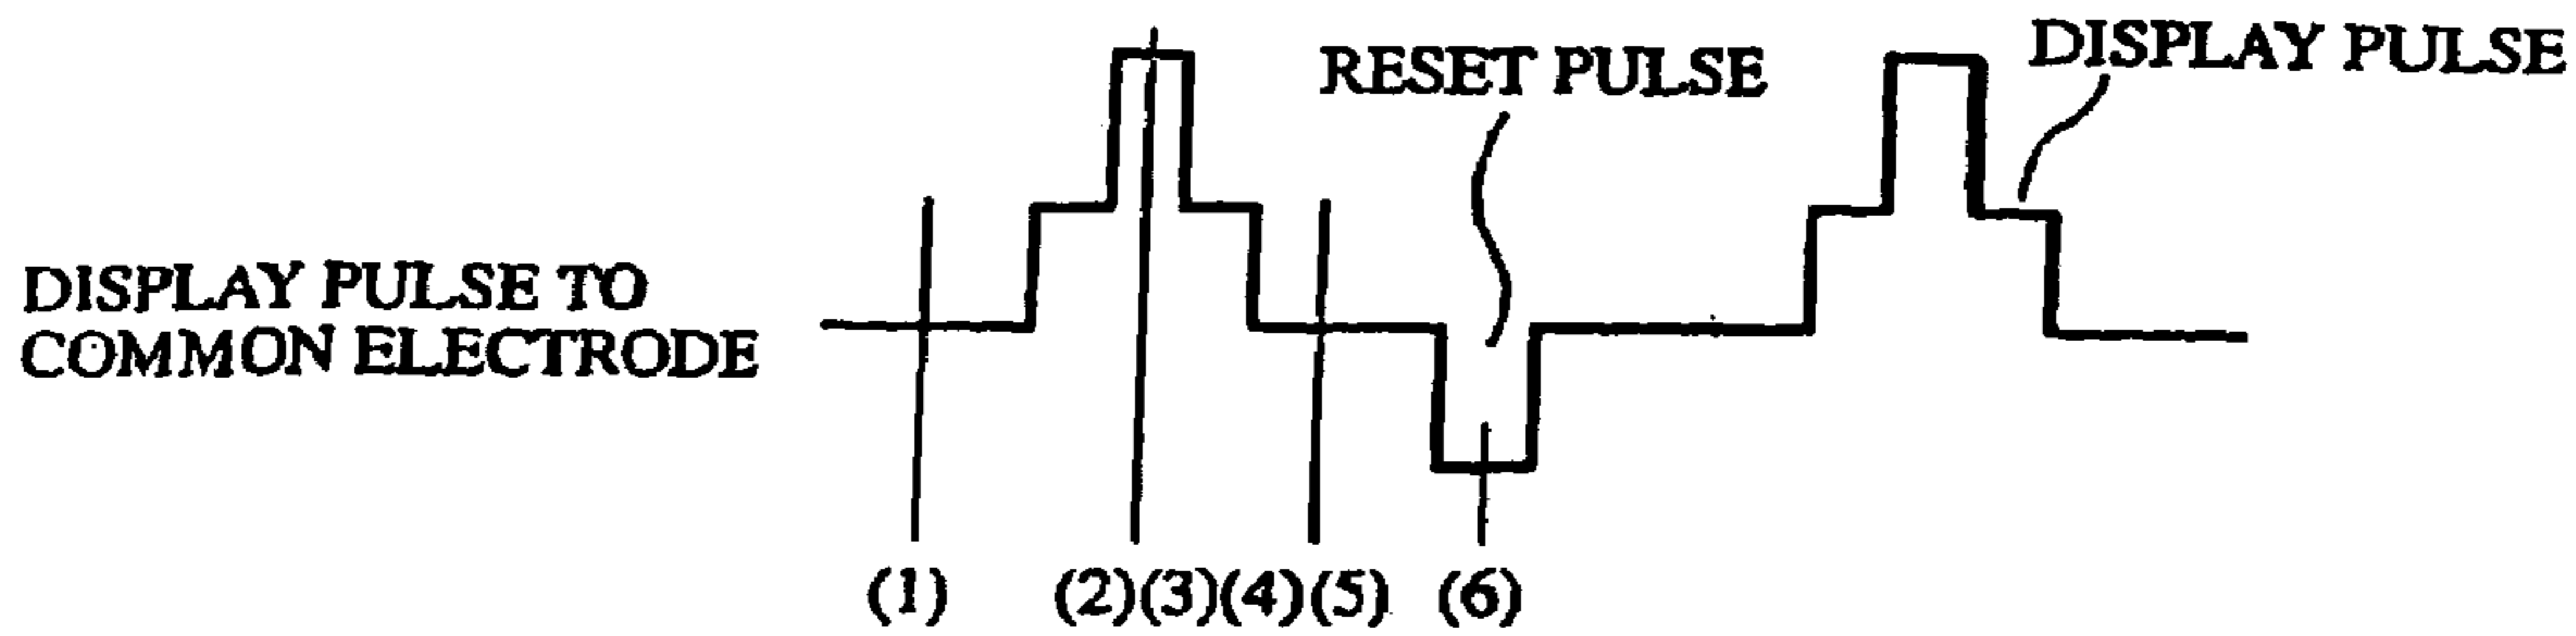 DISPLAY PULSE
RESET PULSE
DISPLAY PULSE TO
COMMON ELECTRODE
(1) (2)(3)(4)(5) (6)